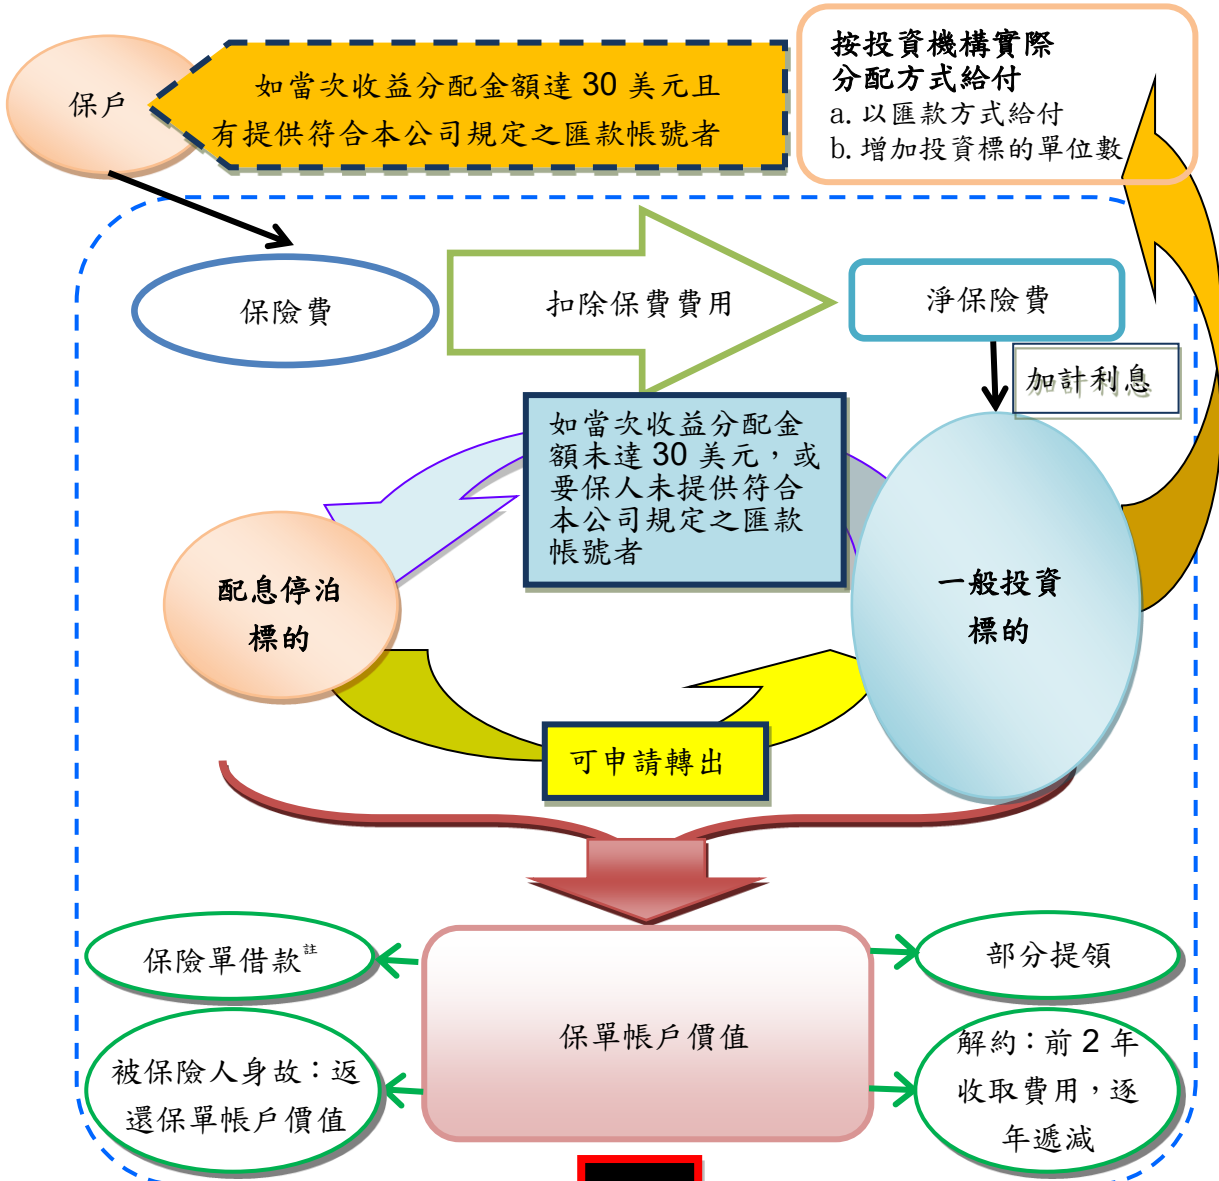 保戶
如當次收益分配金額達 30 美元且
有提供符合本公司規定之匯款帳號者
按投資機構實際
分配方式給付
a. 以匯款方式給付
b. 增加投資標的單位數
保險費
扣除保費費用
淨保險費
加計利息
如當次收益分配金
額未達 30 美元，或
要保人未提供符合
本公司規定之匯款
帳號者
配息停泊
標的
一般投資
標的
可申請轉出
保險單借款註
部分提領
保單帳戶價值
被保險人身故：返
還保單帳戶價值
解約：前 2 年
收取費用，逐
年遞減